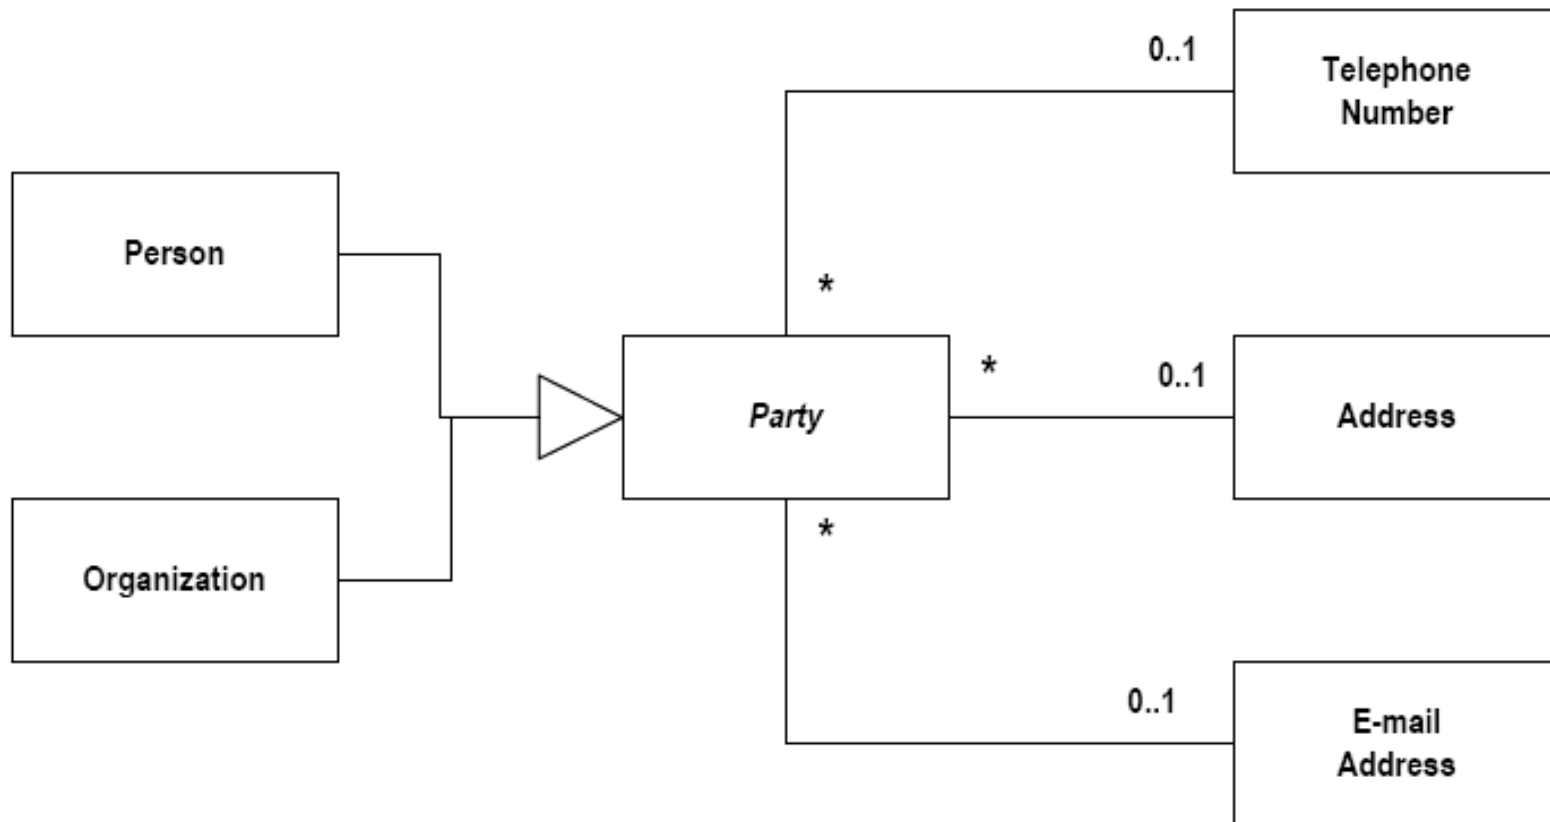 0..1
Telephone
Number
Person
*
*
0..1
Party
Address
*
Organization
0..1
E-mail
Address